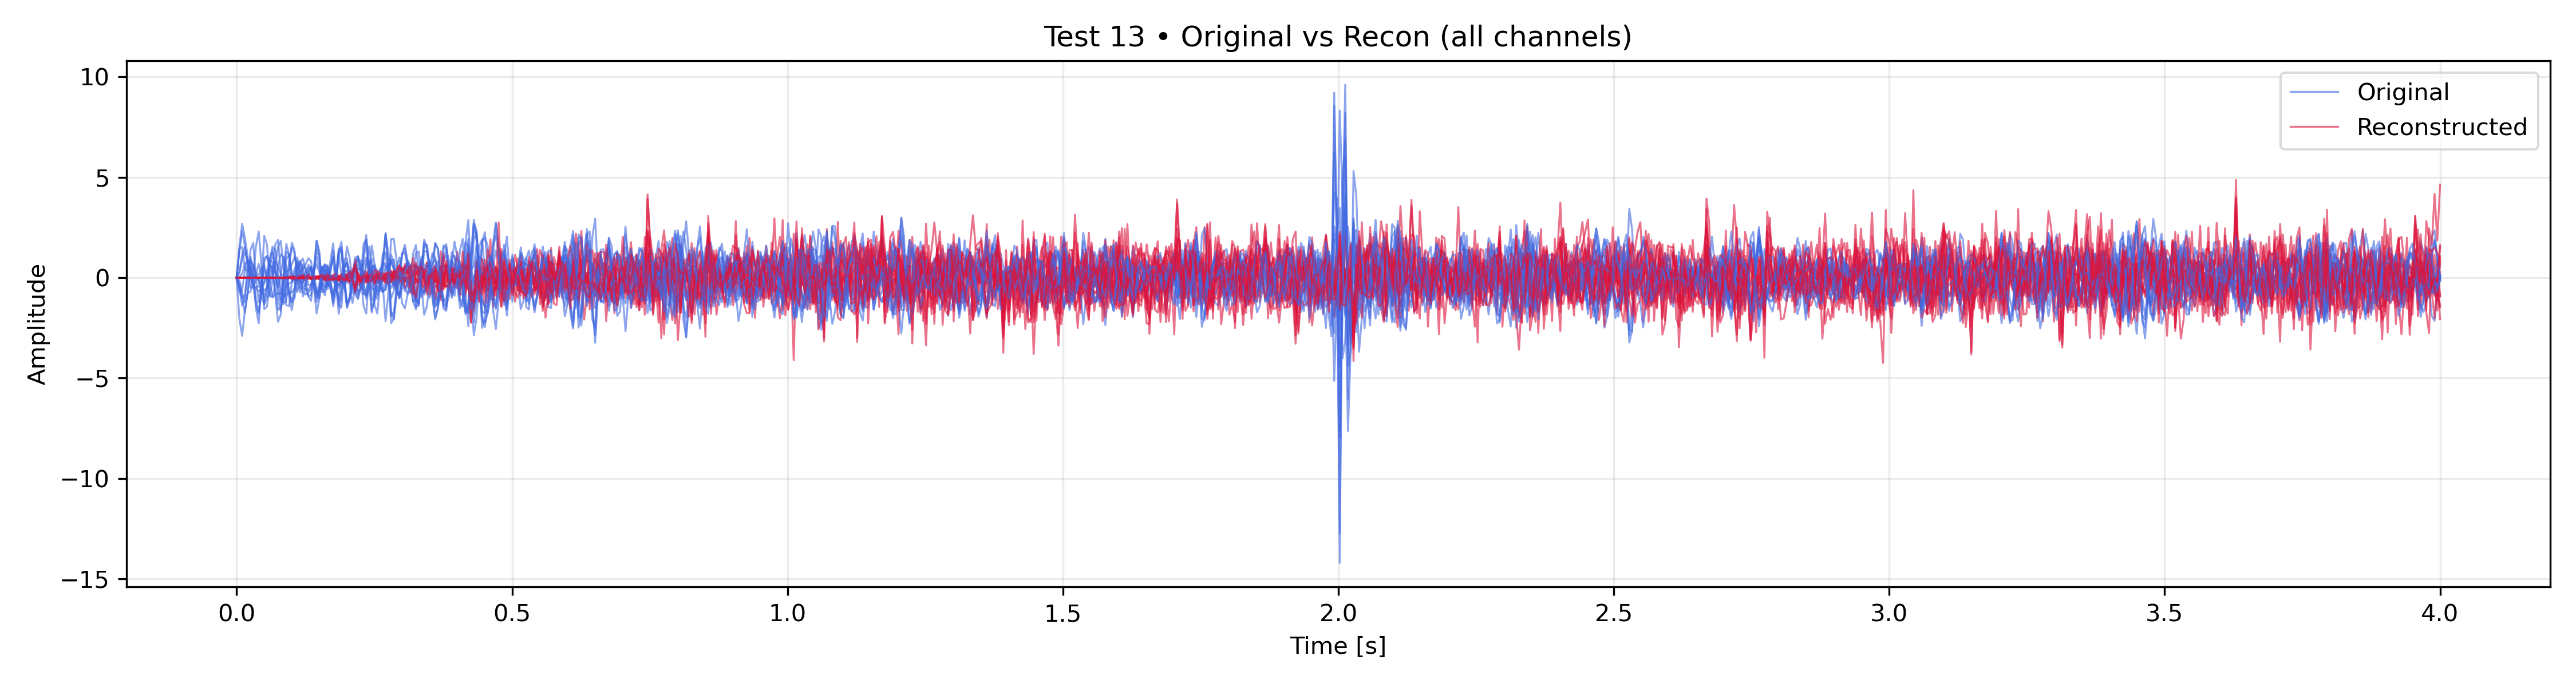 Test 13 • Original vs Recon (all channels)
Original
Reconstructed
Amplitude
10
5
0
−5
−10
−15
0.0 0.5 1.0 1.5 2.0 2.5 3.0 3.5 4.0
Time [s]